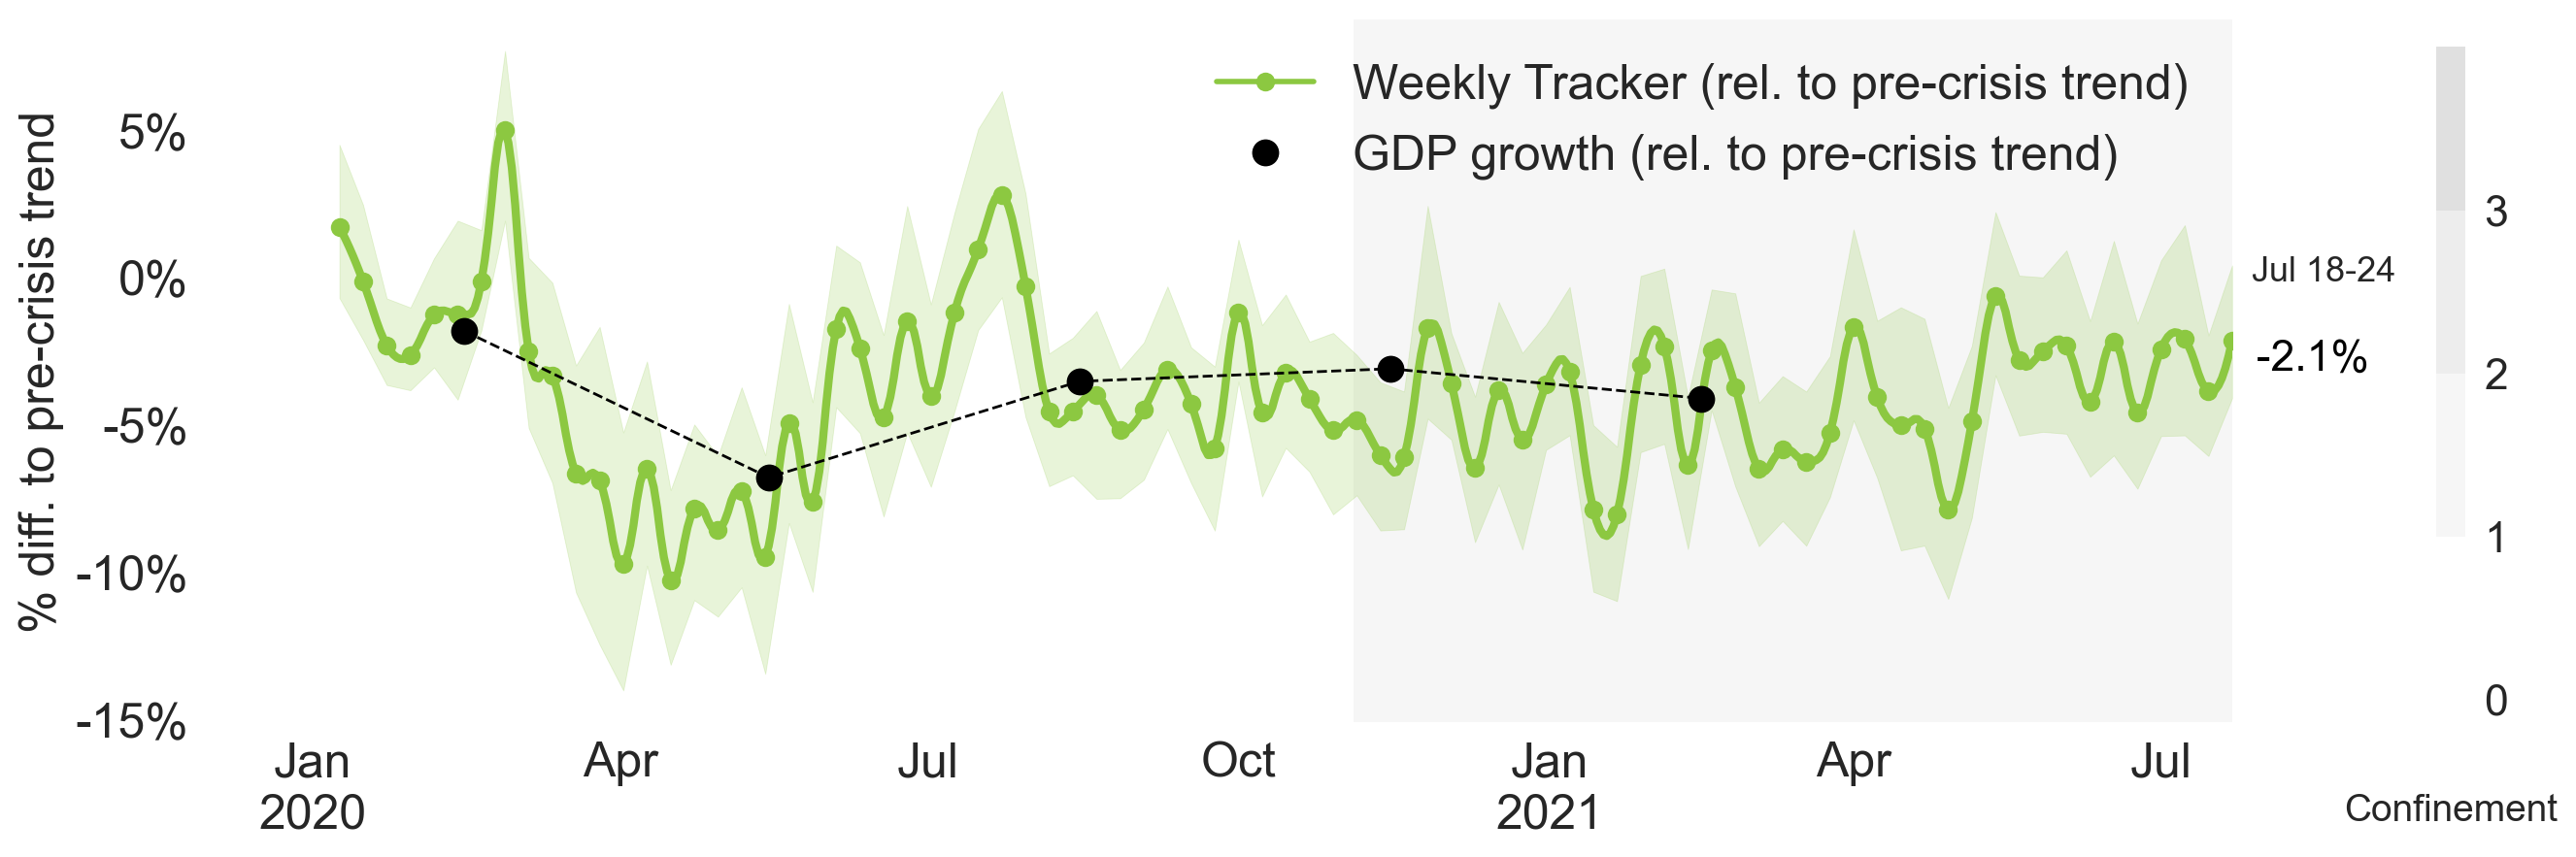 Weekly Tracker (rel. to pre-crisis trend)
GDP growth (rel. to pre-crisis trend)
% diff. to pre-crisis trend
5%
0%
-5%
-10%
-15%
Jan
2020
Apr
Jul
Oct
Jan
2021
Apr
Jul
Jul 18-24
-2.1%
3
2
1
0
Confinement